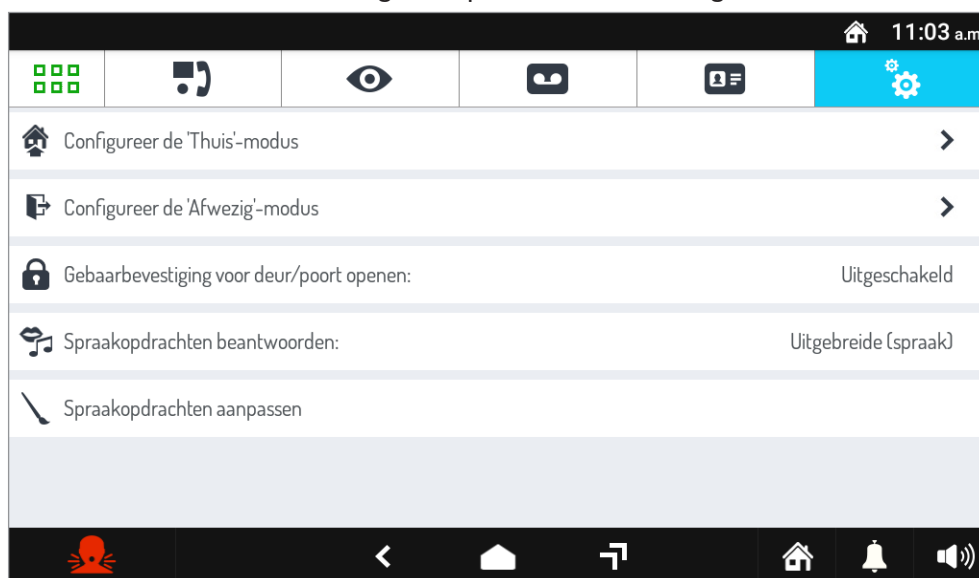 11:03 a.m
Configureer de 'Thuis'-modus
Configureer de 'Afwezig'-modus
Gebaarbevestiging voor deur/poort openen: Uitgeschakeld
Spraakopdrachten beantwoorden: Uitgebreide (spraak)
Spraakopdrachten aanpassen